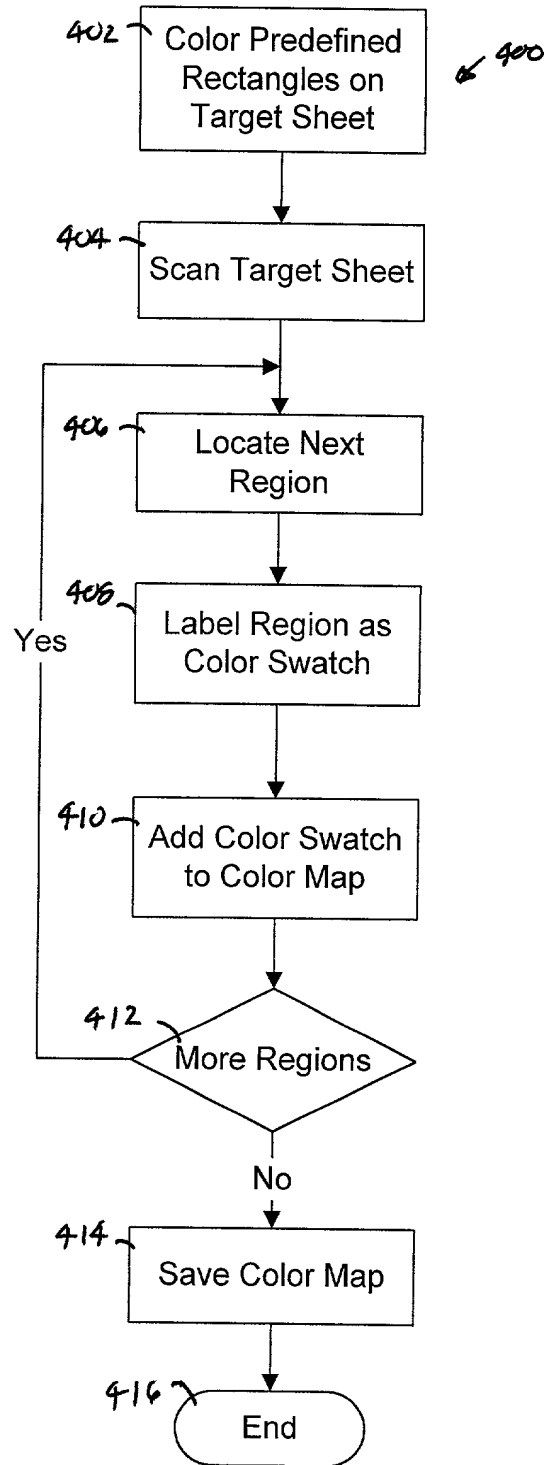 402
Color Predefined
Rectangles on
Target Sheet
400
404
Scan Target Sheet
406
Locate Next
Region
408
Label Region as
Color Swatch
Yes
410
Add Color Swatch
to Color Map
412
More Regions
No
414
Save Color Map
416
End